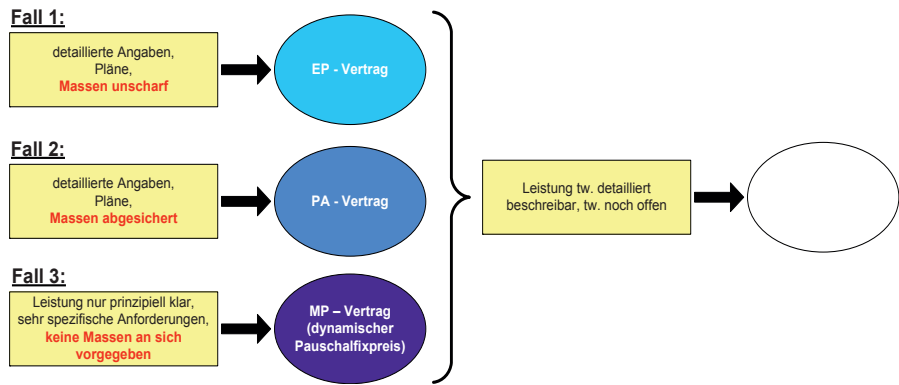 Fall 1:
detaillierte Angaben,
Pläne,
Massen unscharf
EP - Vertrag
Fall 2:
detaillierte Angaben,
Pläne,
Massen abgesichert
PA - Vertrag
Fall 3:
Leistung nur prinzipiell klar,
sehr spezifische Anforderungen,
keine Massen an sich
vorgegeben
MP – Vertrag
(dynamischer
Pauschalfixpreis)
Leistung tw. detailliert
beschreibar, tw. noch offen